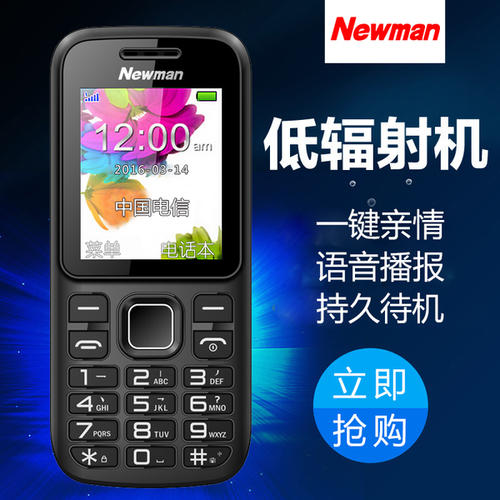 Newman
Newman
12:00am
2016-03-14
中国电信
菜单 电话本
低辐射机
一键亲情
语音播报
持久待机
立即
抢购
1 2 ABC 3 DEF
4 GHI 5 JKL 6 MNO
7 PQRS 8 TUV 9 WXYZ
* 0 #